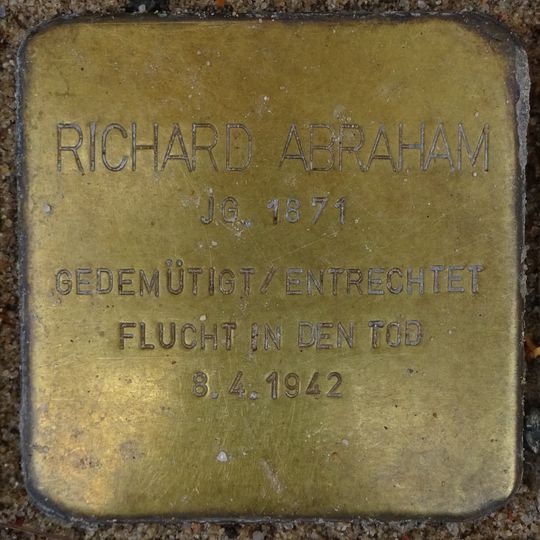 RICHARD ABRAHAM
JG. 1871
GEDEMÜTIGT/ENTRECHTET
FLUCHT IN DEN TOD
8.4.1942